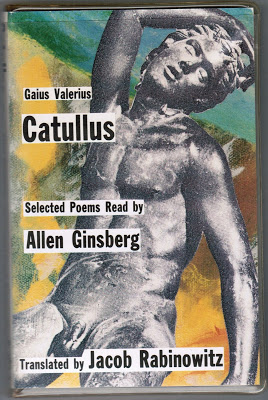 Gaius Valerius
Catullus
Selected Poems Read by
Allen Ginsberg
Translated by Jacob Rabinowitz